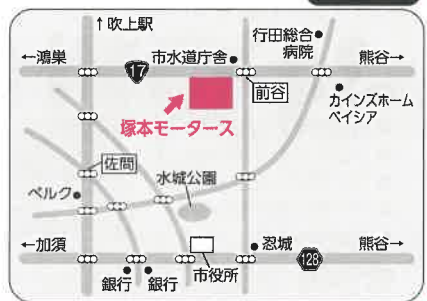 ↑吹上駅
行田総合
病院
←鴻巣
市水道庁舎
熊谷→
17
前谷
カインズホーム
ベイシア
塚本モータース
佐間
水城公園
ベルク
←加須
忍城
熊谷→
128
市役所
銀行
銀行